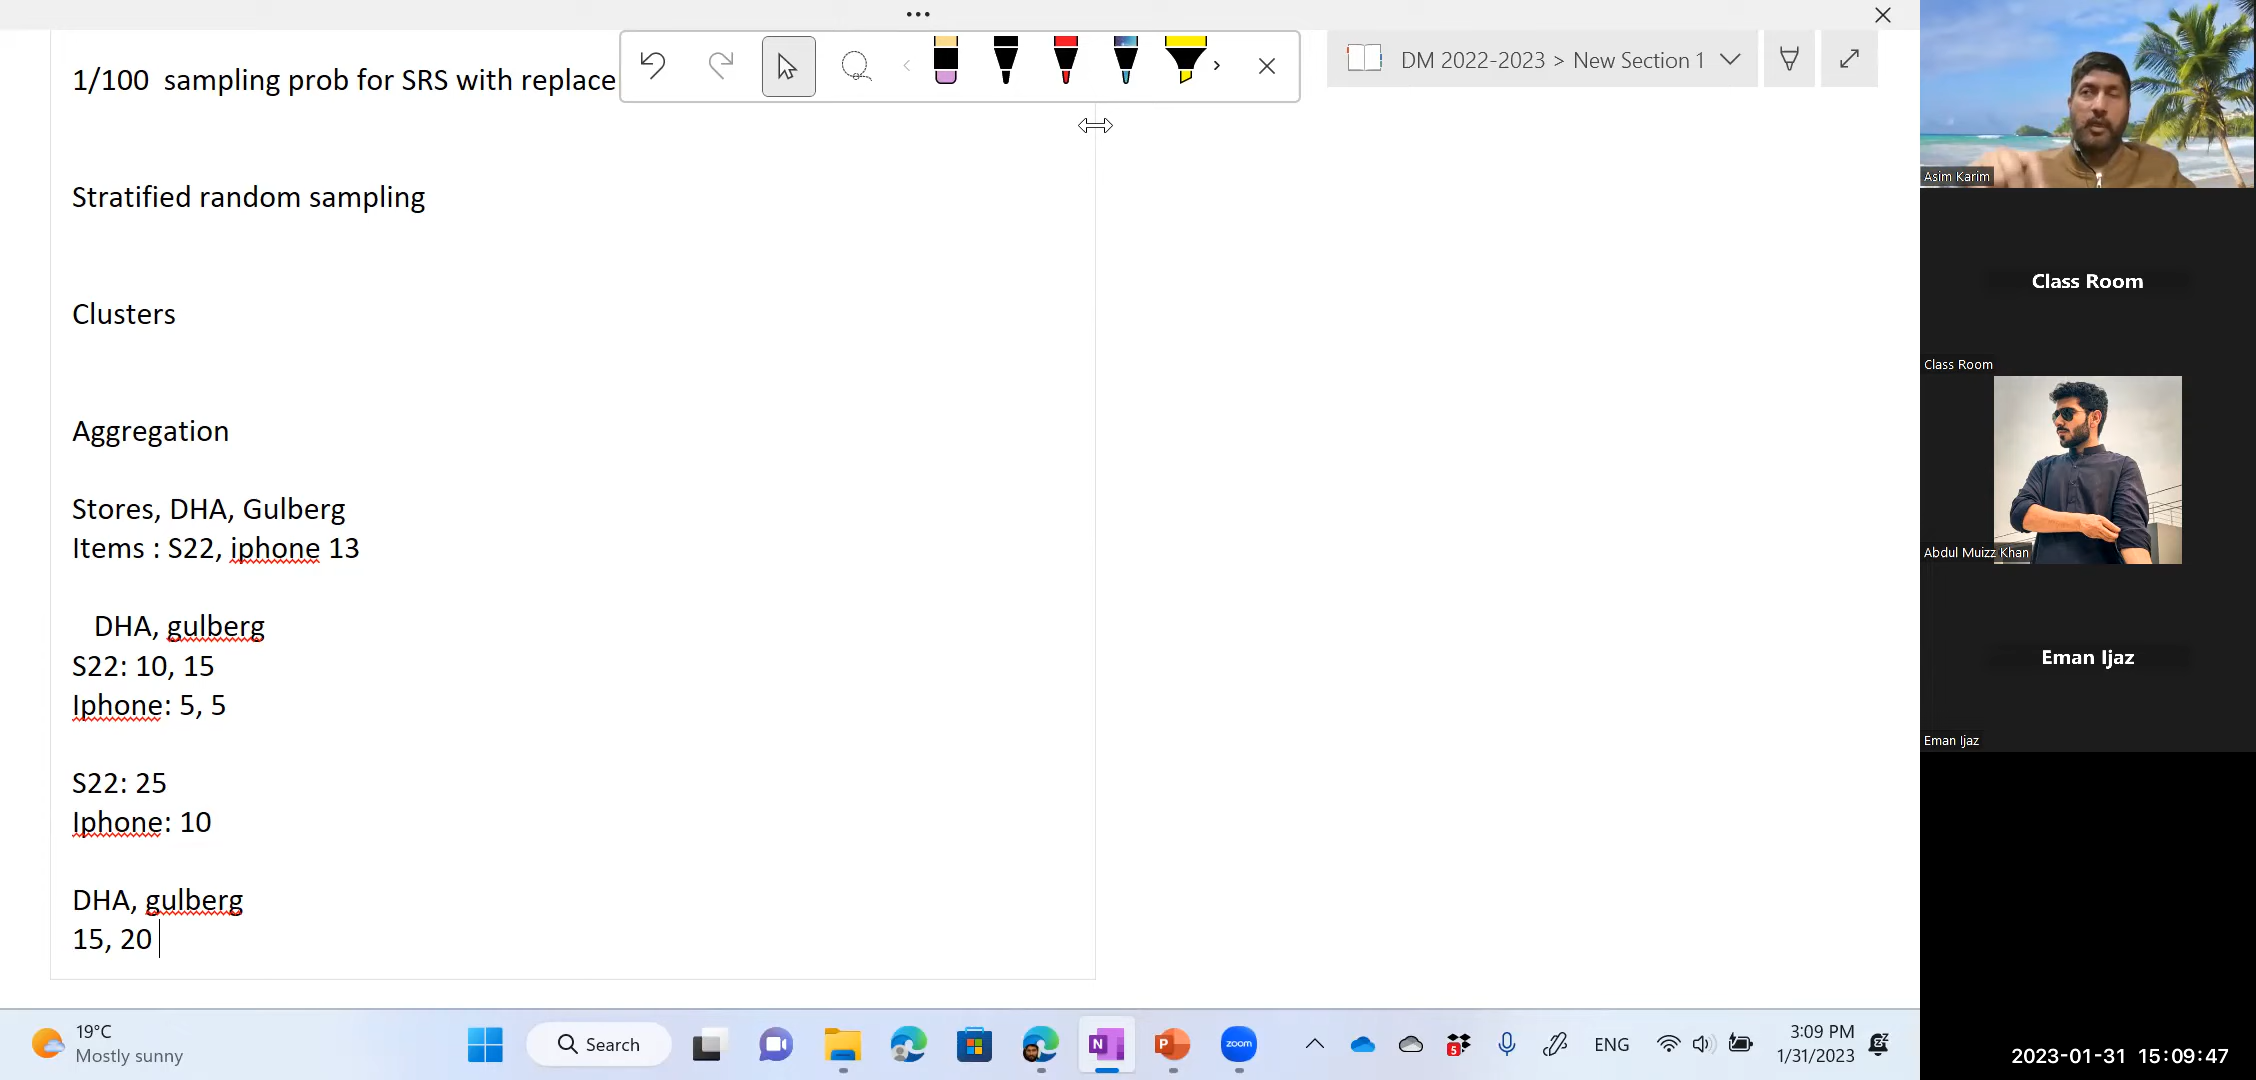 1/100 sampling prob for SRS with replace
DM 2022-2023 > New Section 1
Stratified random sampling
Clusters
Aggregation
Stores, DHA, Gulberg
Items : S22, iphone 13
DHA, gulberg
S22: 10, 15
Iphone: 5, 5
S22: 25
Iphone: 10
DHA, gulberg
15, 20
Asim Karim
Class Room
Class Room
Abdul Muizz Khan
Eman Ijaz
Eman Ijaz
19°C
Mostly sunny
Search
N
P
zoom
5
ENG
3:09 PM
1/31/2023
2023-01-31 15:09:47